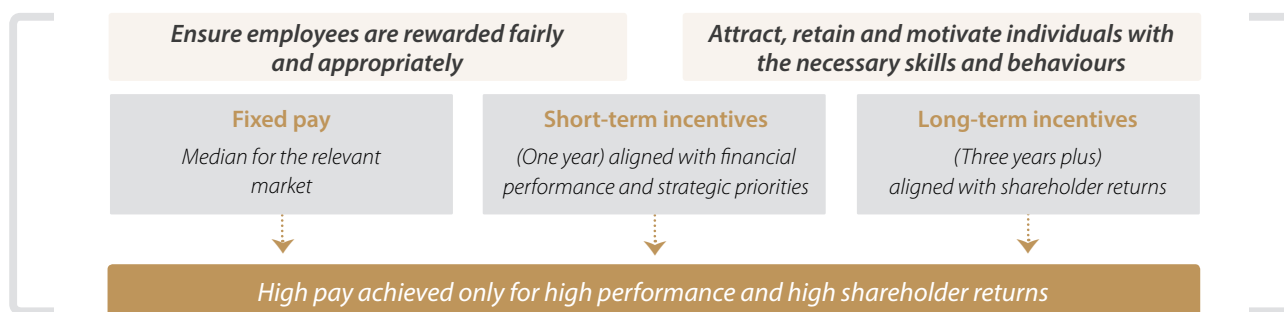 Ensure employees are rewarded fairly
and appropriately
Attract, retain and motivate individuals with
the necessary skills and behaviours
Fixed pay
Median for the relevant
market
Short-term incentives
(One year) aligned with financial
performance and strategic priorities
Long-term incentives
(Three years plus)
aligned with shareholder returns
High pay achieved only for high performance and high shareholder returns